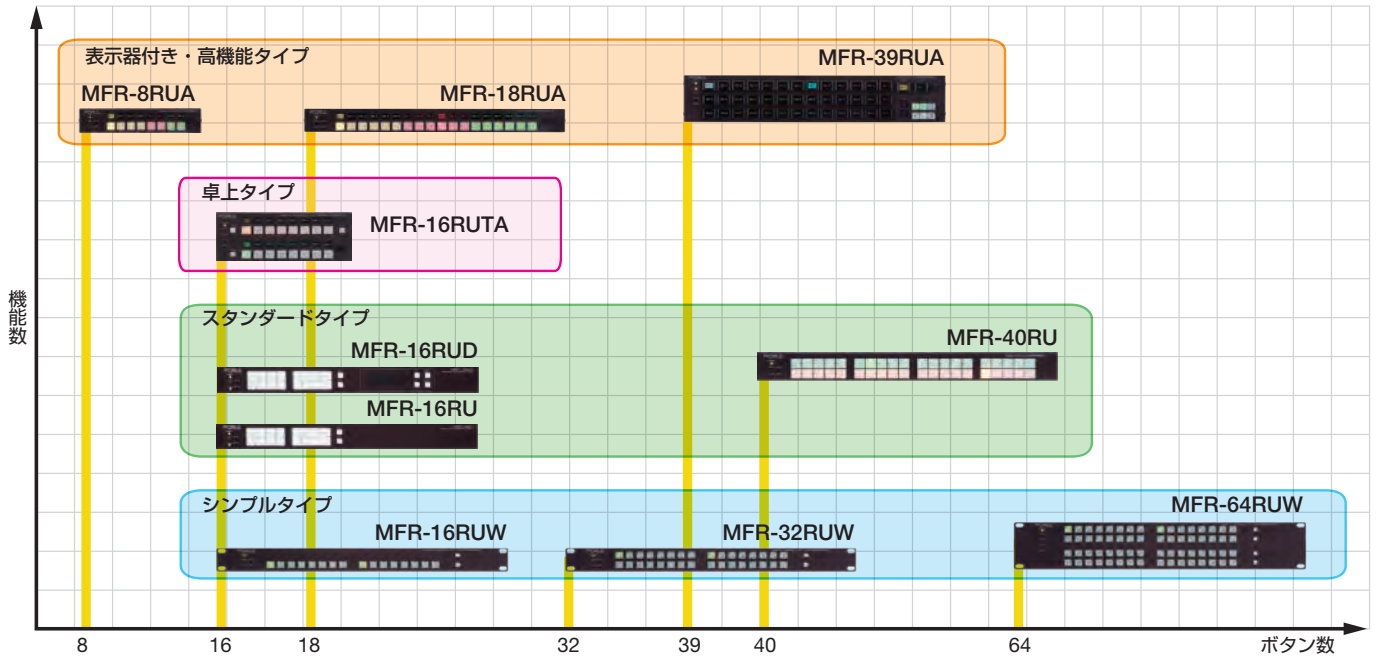 表示器付き・高機能タイプ
MFR-39RUA
MFR-8RUA
MFR-18RUA
卓上タイプ
MFR-16RUTA
機能数
スタンダードタイプ
MFR-16RUD
MFR-40RU
MFR-16RU
シンプルタイプ
MFR-64RUW
MFR-16RUW
MFR-32RUW
8
16
18
32
39
40
64
ボタン数